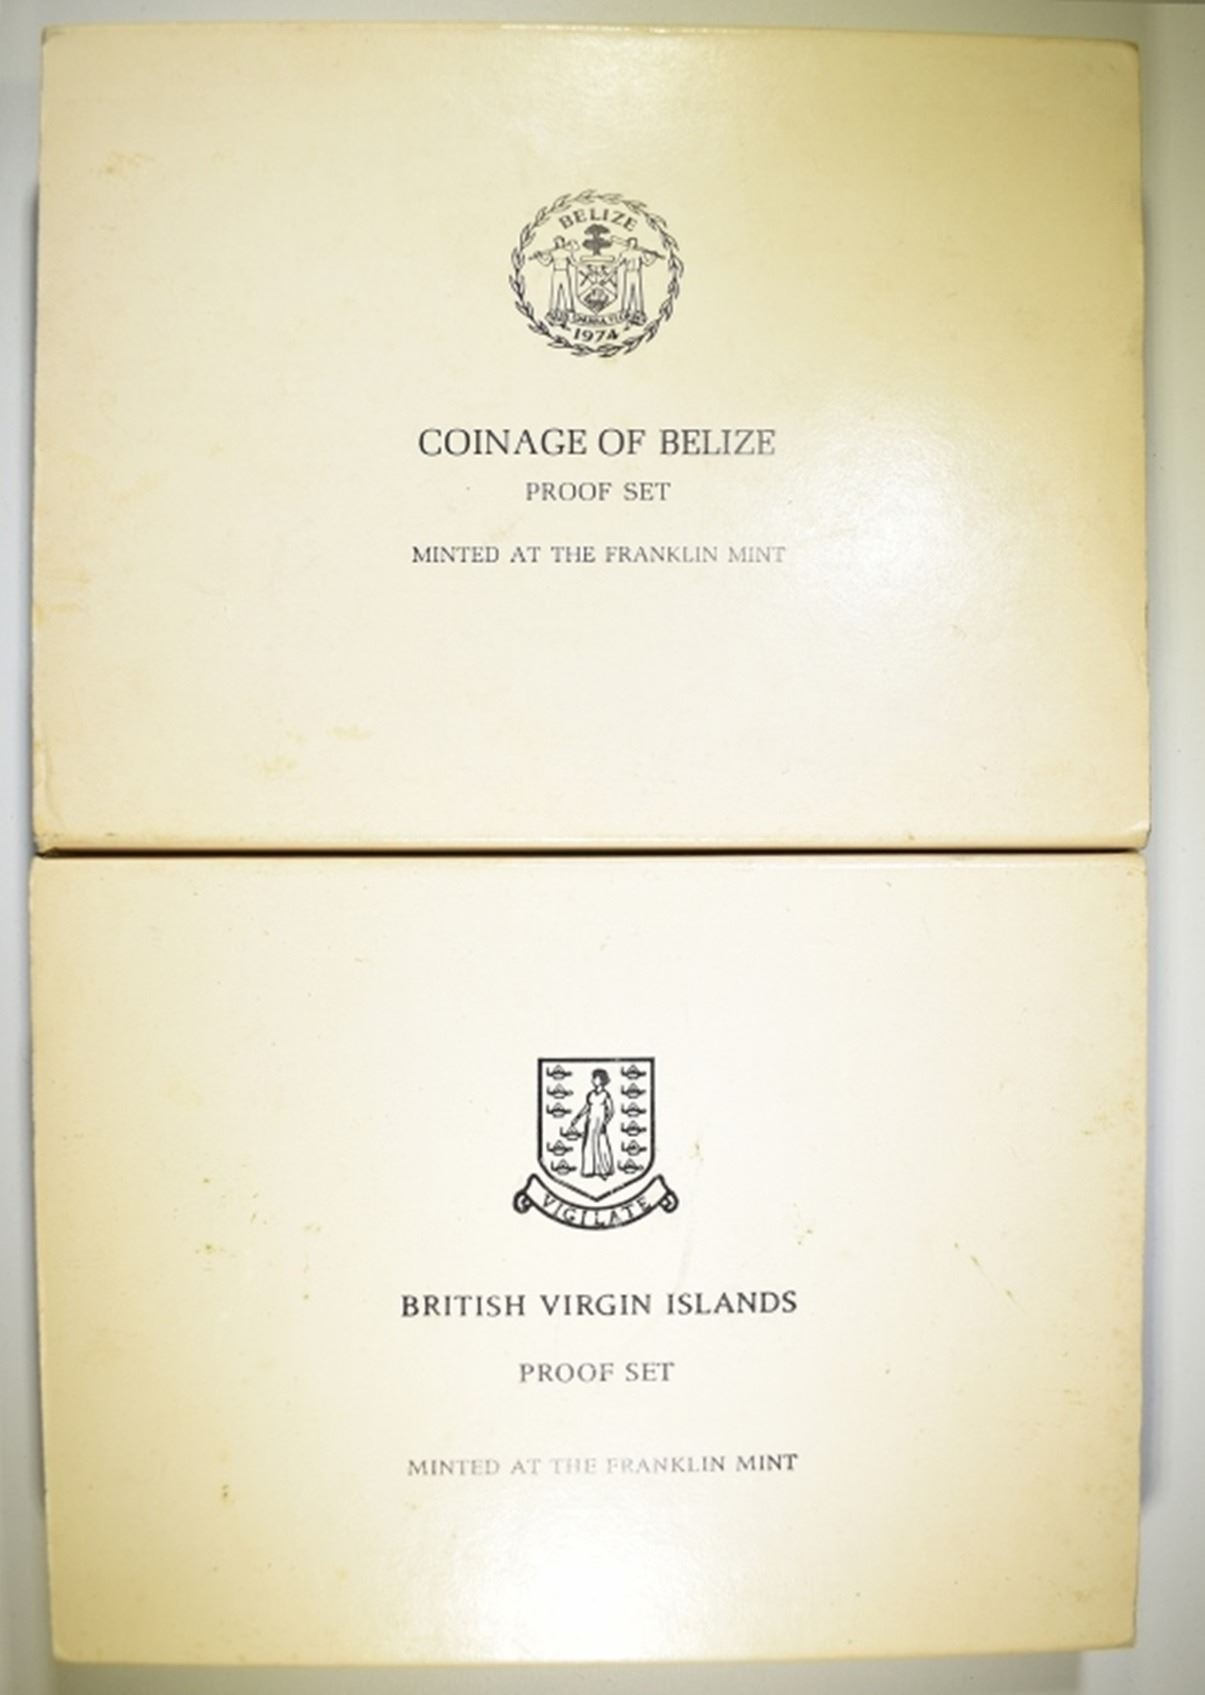 BELIZE
1974
COINAGE OF BELIZE
PROOF SET
MINTED AT THE FRANKLIN MINT
VIGILATE
BRITISH VIRGIN ISLANDS
PROOF SET
MINTED AT THE FRANKLIN MINT